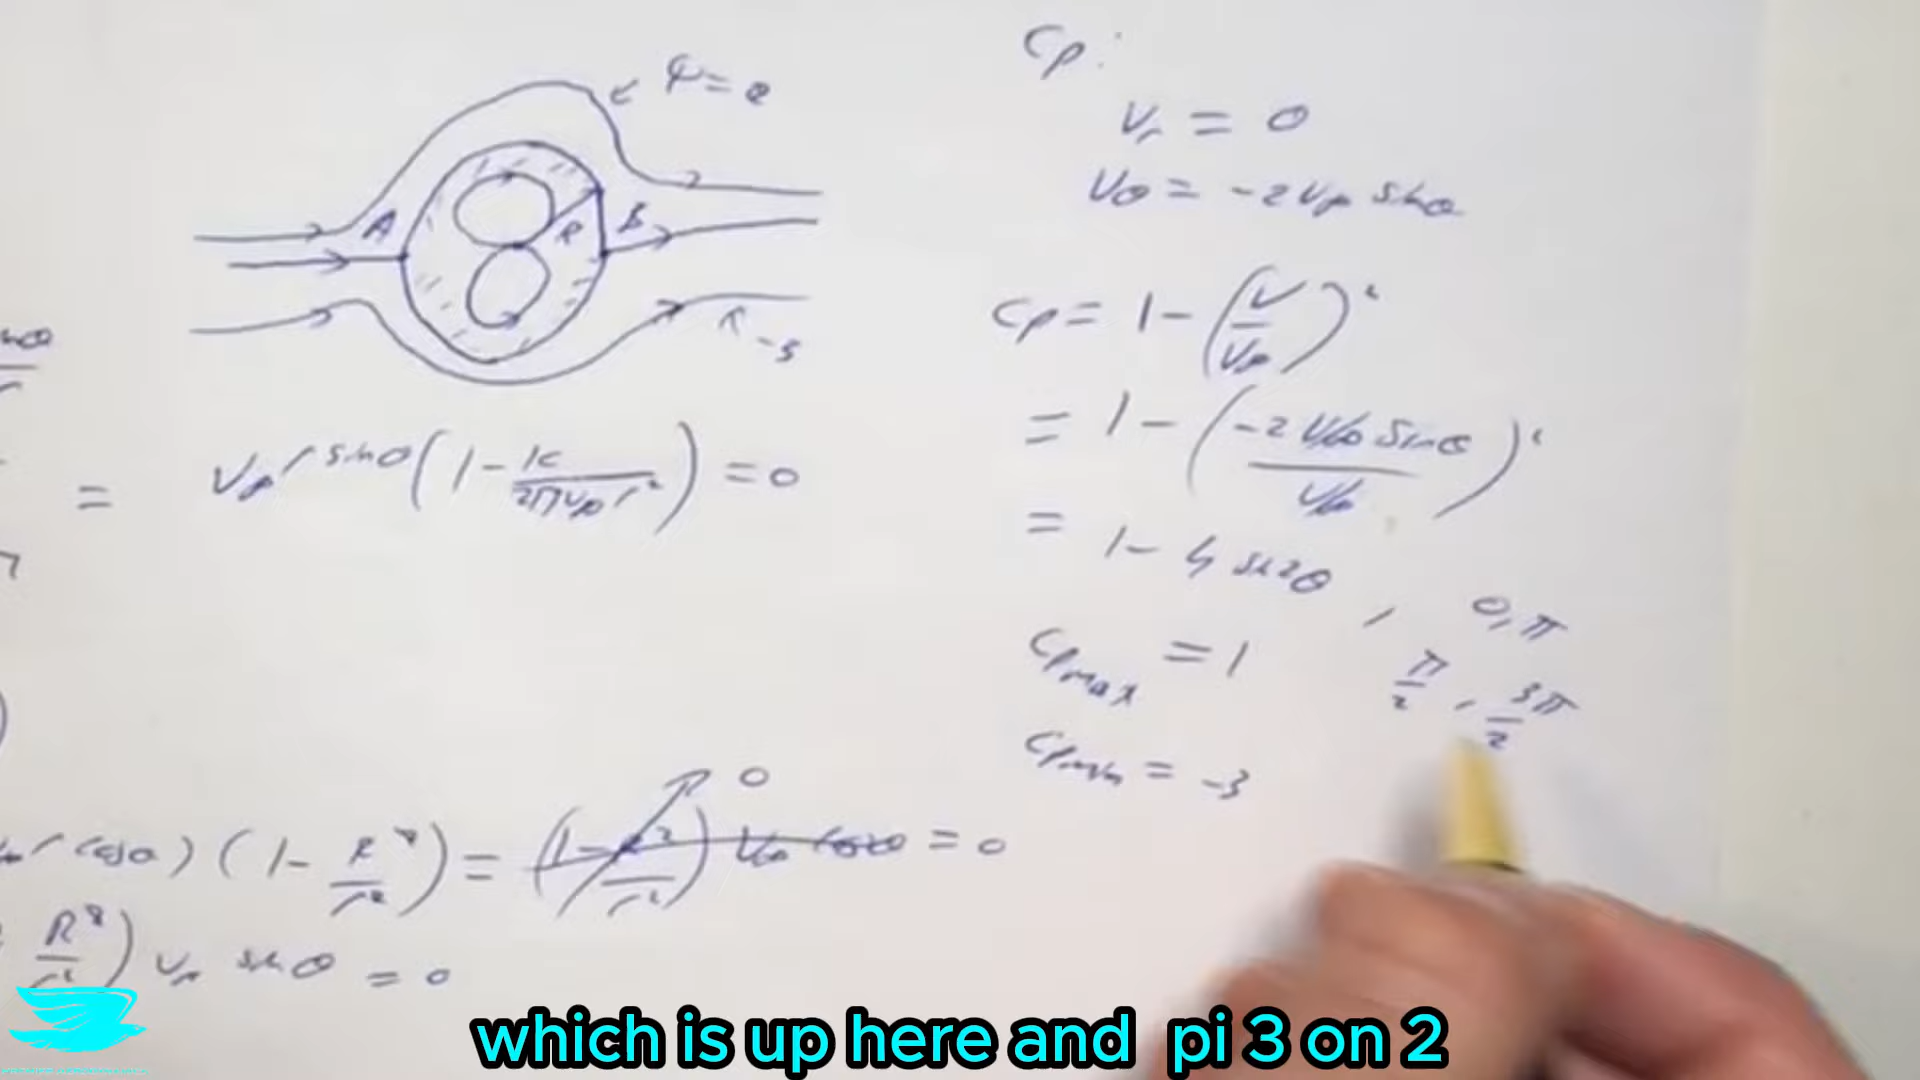 Ψ = e
A
R
B
-s
V∞ r sinθ (1 - K / 2πV∞ r²) = 0
(1 - R² / r²) = (1 - R² / r²) V∞ cosθ = 0
0
R² / r²) V∞ sinθ = 0
Cp:
Vr = 0
Vθ = -2V∞ sinθ
Cp = 1 - (V / V∞)²
= 1 - (-2V∞ sinθ / V∞)²
= 1 - 4 sin²θ , 0, π
Cpmax = 1 π/2 , 3π/2
Cpmin = -3
which is up here and pi 3 on 2